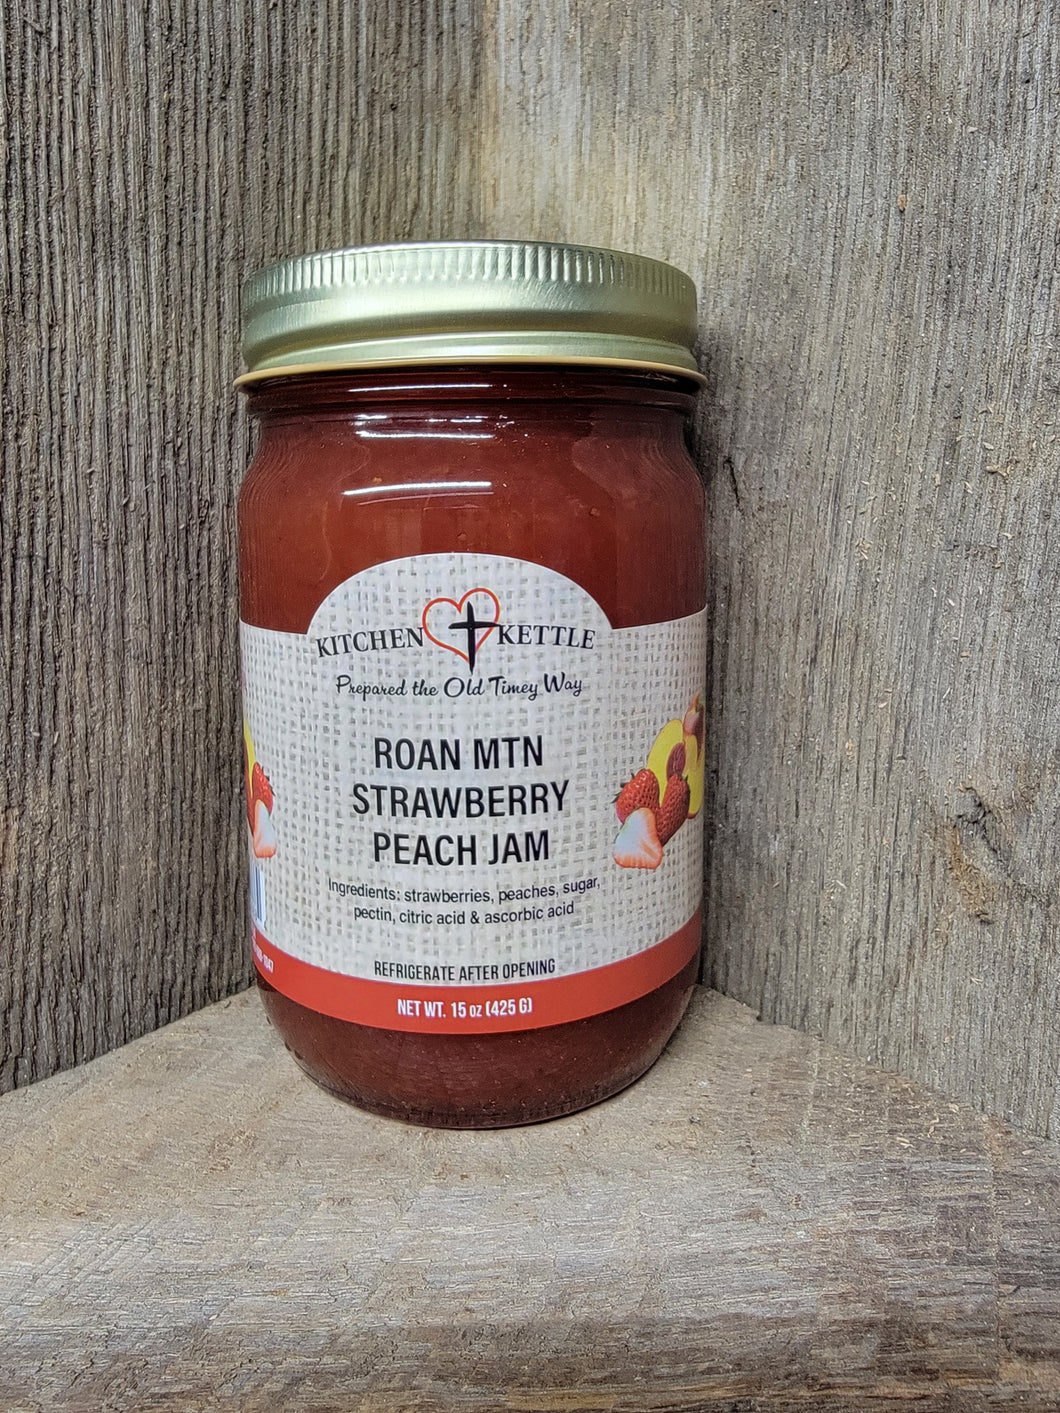 KITCHEN KETTLE
Prepared the Old Timey Way
ROAN MTN
STRAWBERRY
PEACH JAM
Ingredients: strawberries, peaches, sugar,
pectin, citric acid & ascorbic acid
REFRIGERATE AFTER OPENING
NET WT. 15 oz (425 G)